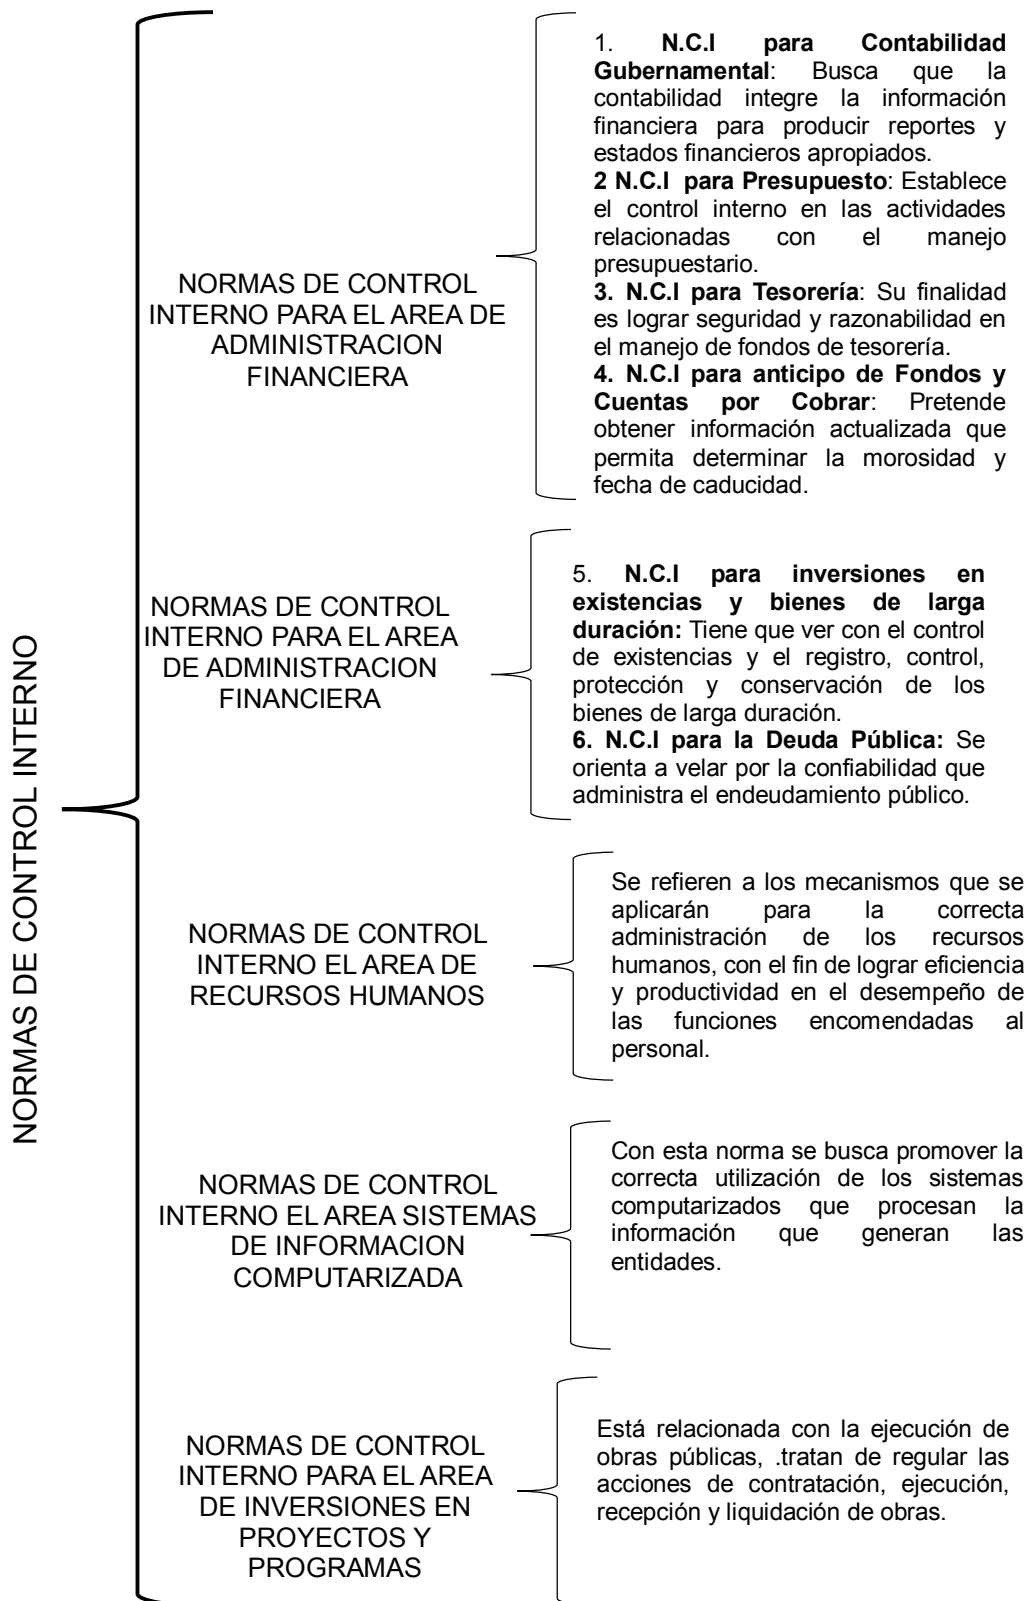 NORMAS DE CONTROL INTERNO
NORMAS DE CONTROL
INTERNO PARA EL AREA DE
ADMINISTRACION
FINANCIERA
1. N.C.I para Contabilidad
Gubernamental: Busca que la
contabilidad integre la información
financiera para producir reportes y
estados financieros apropiados.
2 N.C.I para Presupuesto: Establece
el control interno en las actividades
relacionadas con el manejo
presupuestario.
3. N.C.I para Tesorería: Su finalidad
es lograr seguridad y razonabilidad en
el manejo de fondos de tesorería.
4. N.C.I para anticipo de Fondos y
Cuentas por Cobrar: Pretende
obtener información actualizada que
permita determinar la morosidad y
fecha de caducidad.
NORMAS DE CONTROL
INTERNO PARA EL AREA
DE ADMINISTRACION
FINANCIERA
5. N.C.I para inversiones en
existencias y bienes de larga
duración: Tiene que ver con el control
de existencias y el registro, control,
protección y conservación de los
bienes de larga duración.
6. N.C.I para la Deuda Pública: Se
orienta a velar por la confiabilidad que
administra el endeudamiento público.
NORMAS DE CONTROL
INTERNO EL AREA DE
RECURSOS HUMANOS
Se refieren a los mecanismos que se
aplicarán para la correcta
administración de los recursos
humanos, con el fin de lograr eficiencia
y productividad en el desempeño de
las funciones encomendadas al
personal.
NORMAS DE CONTROL
INTERNO EL AREA SISTEMAS
DE INFORMACION
COMPUTARIZADA
Con esta norma se busca promover la
correcta utilización de los sistemas
computarizados que procesan la
información que generan las
entidades.
NORMAS DE CONTROL
INTERNO PARA EL AREA
DE INVERSIONES EN
PROYECTOS Y
PROGRAMAS
Está relacionada con la ejecución de
obras públicas, .tratan de regular las
acciones de contratación, ejecución,
recepción y liquidación de obras.